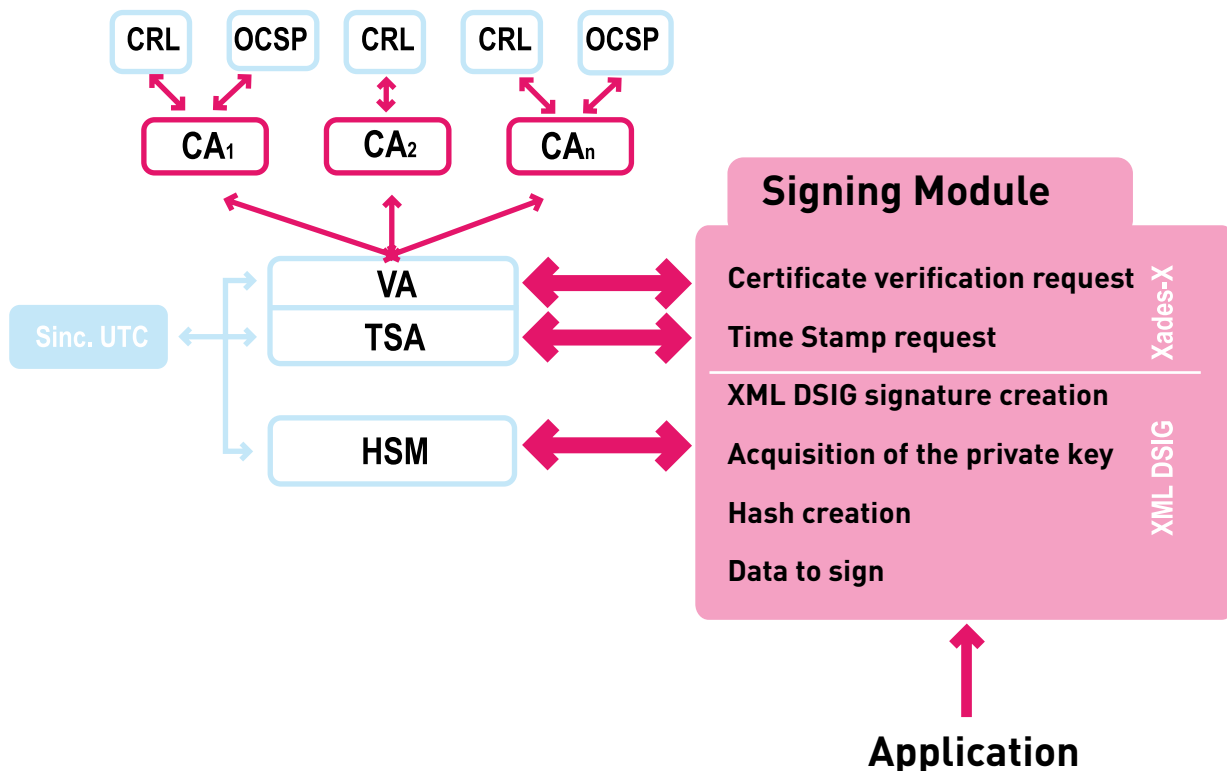 CRL
OCSP
CRL
CRL
OCSP
CA1
CA2
CAn
Signing Module
VA
TSA
HSM
Sinc. UTC
Certificate verification request
Time Stamp request
Xades-X
XML DSIG signature creation
Acquisition of the private key
Hash creation
Data to sign
XML DSIG
Application